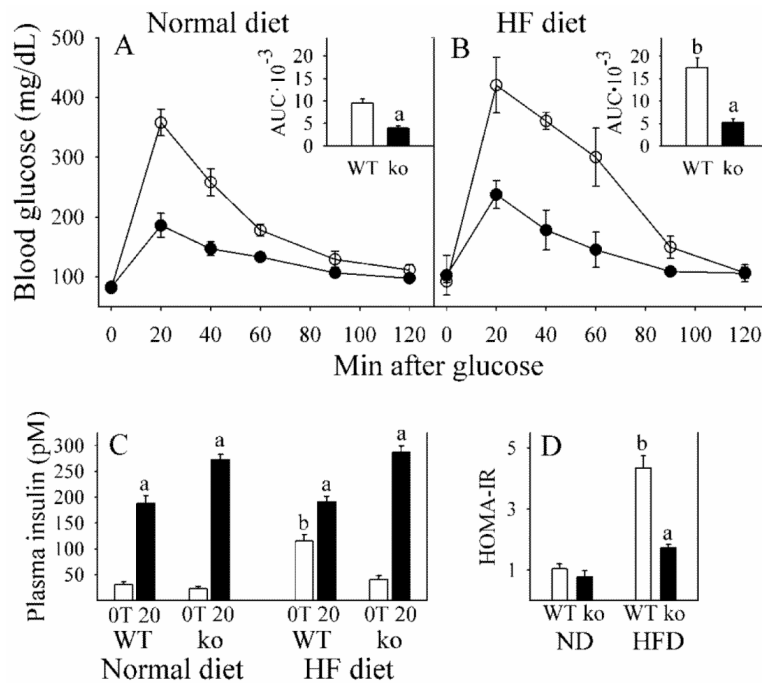 Normal diet
HF diet
A
B
500
400
300
200
100
Blood glucose (mg/dL)
20
15
10
5
0
AUC·10-3
a
WT ko
20
15
10
5
0
AUC•10-3
b
a
WT ko
0 20 40 60 80 100 120
0 20 40 60 80 100 120
Min after glucose
C
D
300
250
200
150
100
50
Plasma insulin (pM)
a
a
b
a
a
0T 20 0T 20 0T 20 0T 20
WT ko WT ko
Normal diet HF diet
5
3
1
HOMA-IR
b
a
WT ko WT ko
ND HFD